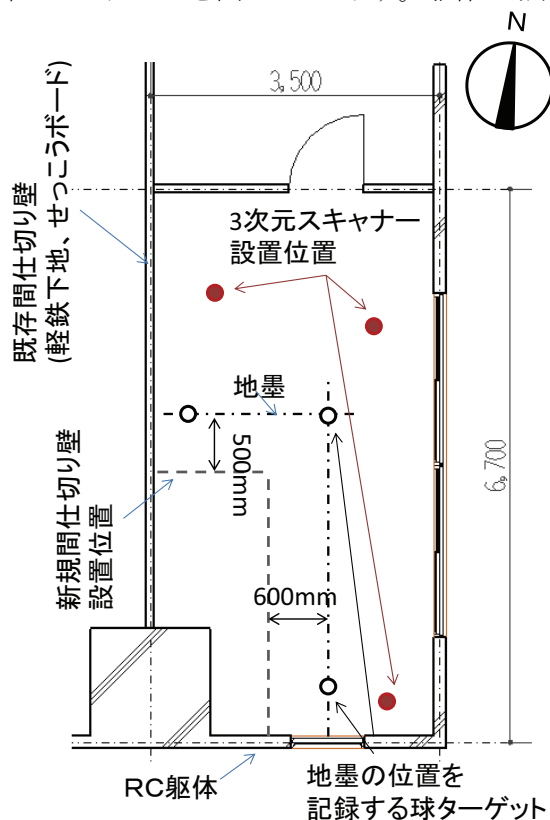 N
3,500
既存間仕切り壁
(軽鉄下地、せっこうボード)
3次元スキャナー
設置位置
地墨
500mm
新規間仕切り壁
設置位置
600mm
6,700
RC躯体
地墨の位置を
記録する球ターゲット